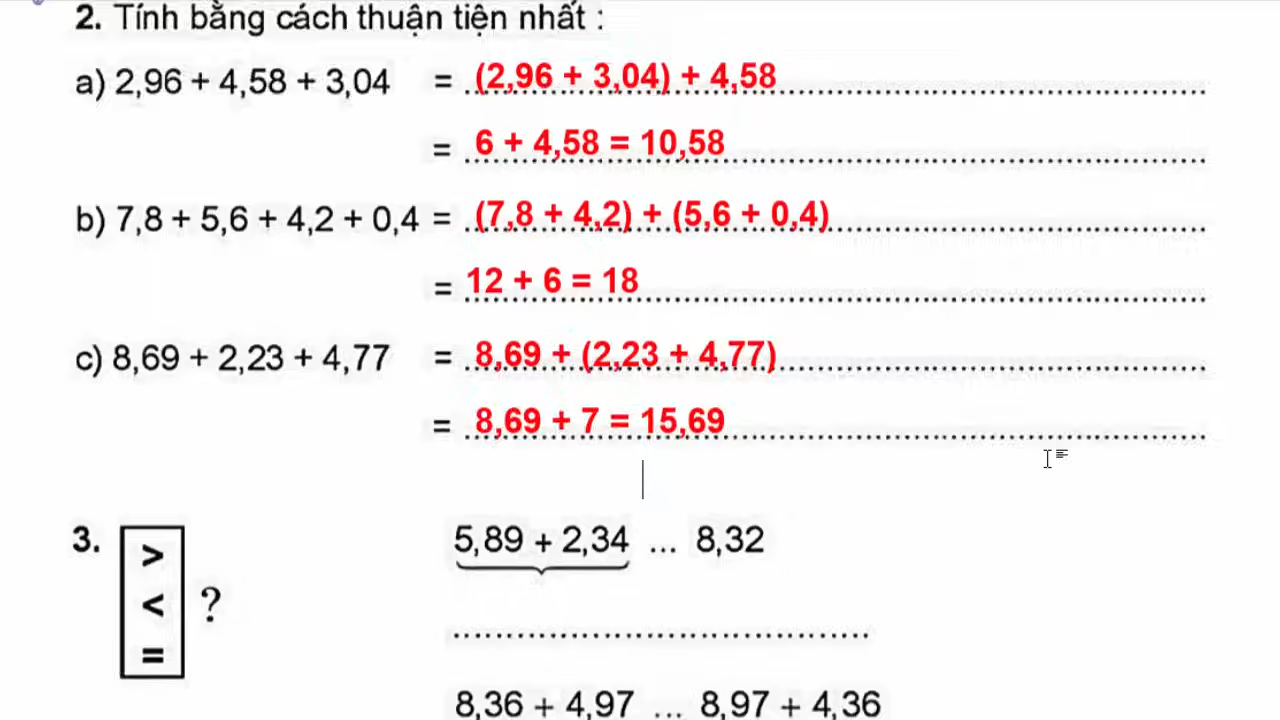 2. Tính bằng cách thuận tiện nhất :
a) 2,96 + 4,58 + 3,04 = (2,96 + 3,04) + 4,58
= 6 + 4,58 = 10,58
b) 7,8 + 5,6 + 4,2 + 0,4 = (7,8 + 4,2) + (5,6 + 0,4)
= 12 + 6 = 18
c) 8,69 + 2,23 + 4,77 = 8,69 + (2,23 + 4,77)
= 8,69 + 7 = 15,69
3. > < = ? 5,89 + 2,34 ... 8,32
8,36 + 4,97 ... 8,97 + 4,36